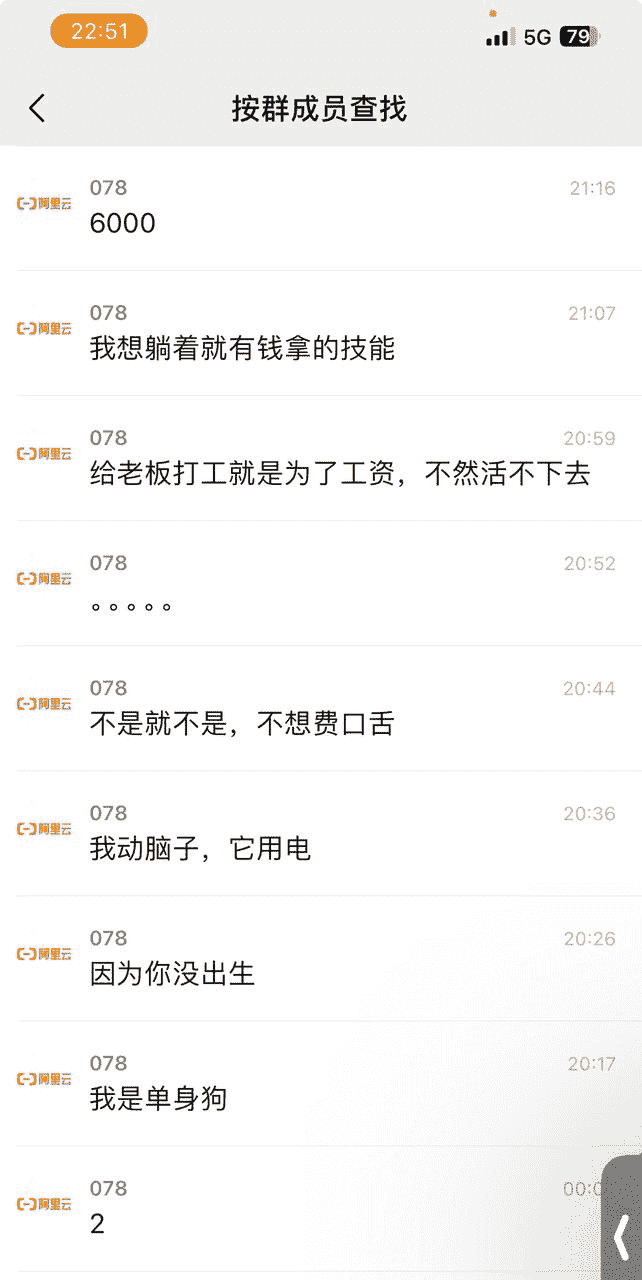 22:51
5G 79
按群成员查找
078 21:16
阿里云
6000
078 21:07
阿里云
我想躺着就有钱拿的技能
078 20:59
阿里云
给老板打工就是为了工资，不然活不下去
078 20:52
阿里云
。。。。。
078 20:44
阿里云
不是就不是，不想费口舌
078 20:36
阿里云
我动脑子，它用电
078 20:26
阿里云
因为你没出生
078 20:17
阿里云
我是单身狗
078
阿里云
2